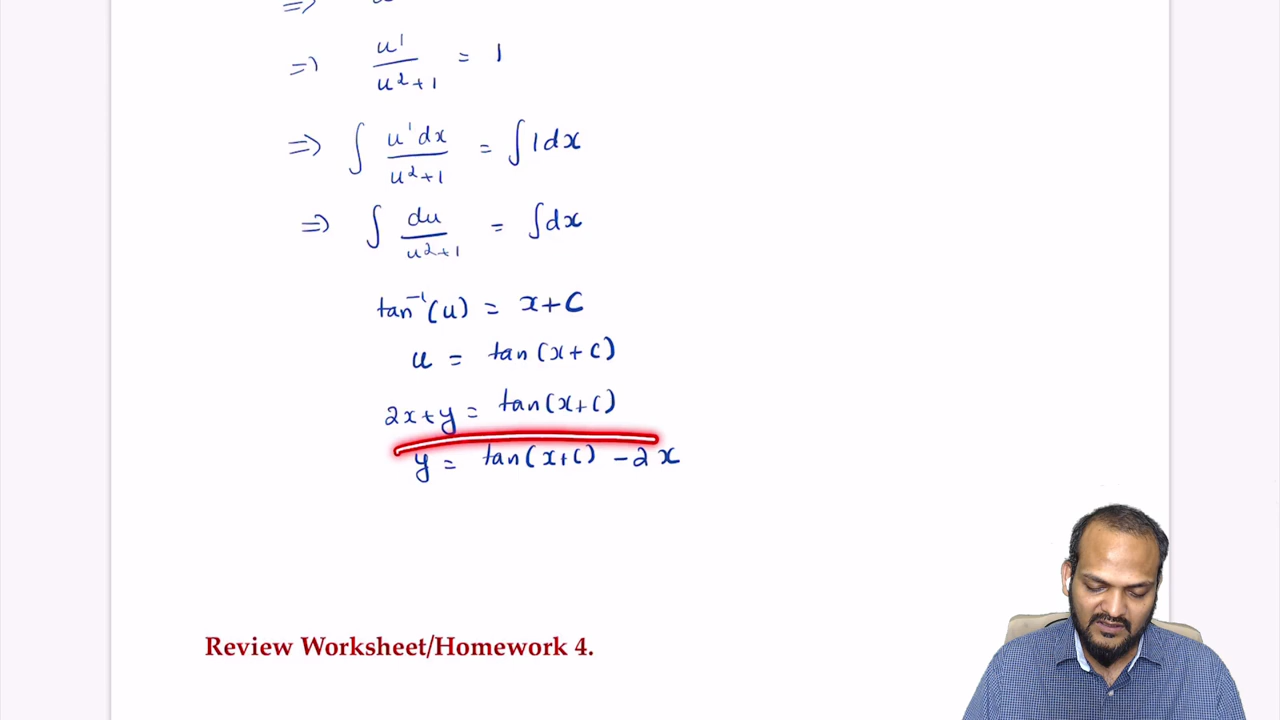 =>
=> u' / u²+1 = 1
=> ∫ u'dx / u²+1 = ∫1dx
=> ∫ du / u²+1 = ∫dx
tan⁻¹(u) = x+C
u = tan(x+c)
2x+y = tan(x+c)
y = tan(x+c) - 2x
Review Worksheet/Homework 4.